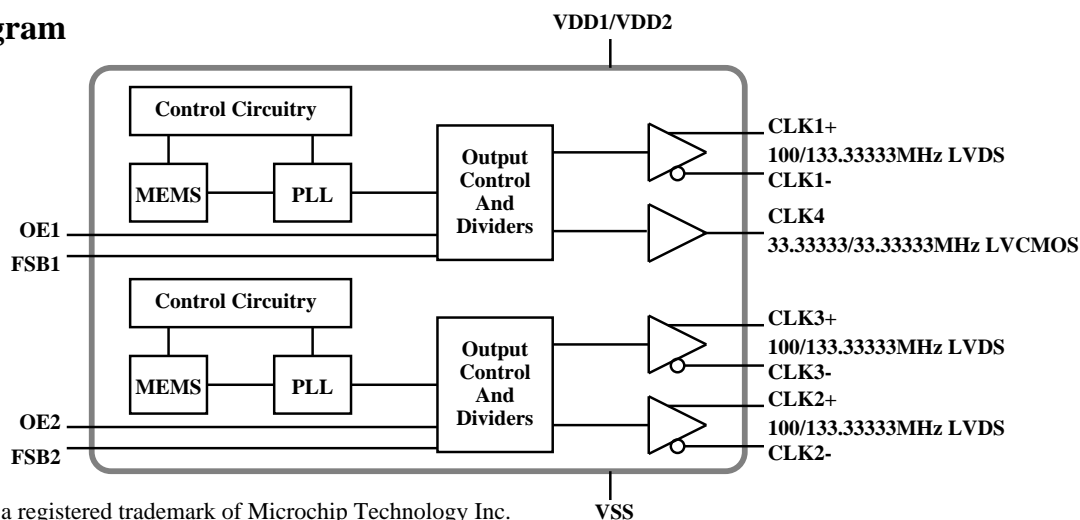 gram
VDD1/VDD2
Control Circuitry
MEMS
PLL
Output
Control
And
Dividers
CLK1+
100/133.33333MHz LVDS
CLK1-
CLK4
33.33333/33.33333MHz LVCMOS
OE1
FSB1
Control Circuitry
MEMS
PLL
Output
Control
And
Dividers
CLK3+
100/133.33333MHz LVDS
CLK3-
CLK2+
100/133.33333MHz LVDS
CLK2-
OE2
FSB2
VSS
a registered trademark of Microchip Technology Inc.